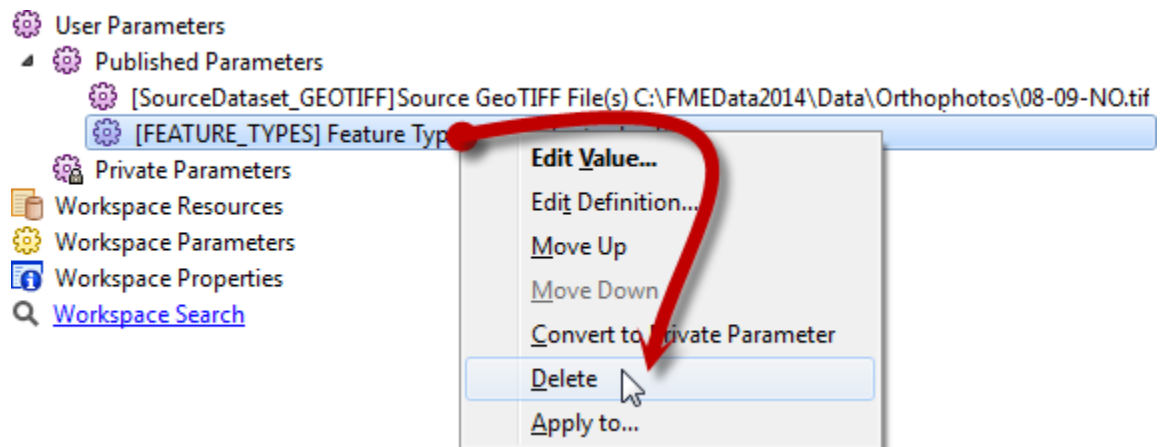 User Parameters
Published Parameters
[SourceDataset_GEOTIFF]Source GeoTIFF File(s) C:\FMEData2014\Data\Orthophotos\08-09-NO.tif
[FEATURE_TYPES] Feature Typ
Edit Value...
Edit Definition...
Move Up
Move Down
Convert to Private Parameter
Delete
Apply to...
Private Parameters
Workspace Resources
Workspace Parameters
Workspace Properties
Workspace Search